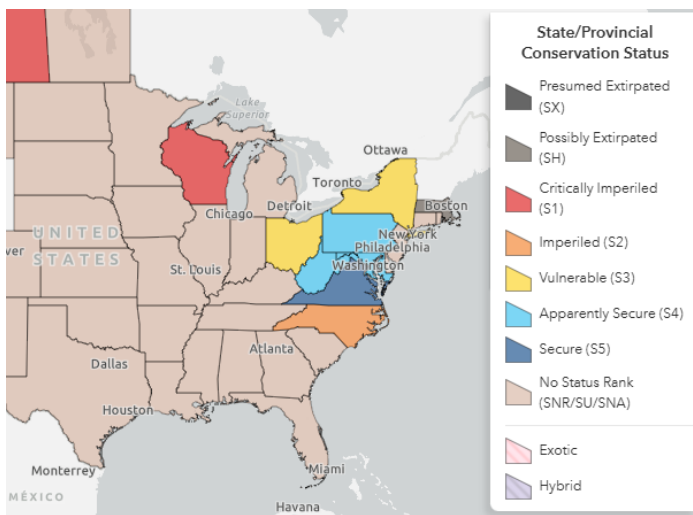 State/Provincial
Conservation Status
Presumed Extirpated
(SX)
Possibly Extirpated
(SH)
Critically Imperiled
(S1)
Imperiled (S2)
Vulnerable (S3)
Apparently Secure (S4)
Secure (S5)
No Status Rank
(SNR/SU/SNA)
Exotic
Hybrid
Lake
Superior
Ottawa
Toronto
Boston
Chicago
Detroit
New York
Philadelphia
UNITED
STATES
ver
St. Louis
Washington
Atlanta
Dallas
Houston
Monterrey
Miami
MÉXICO
Havana